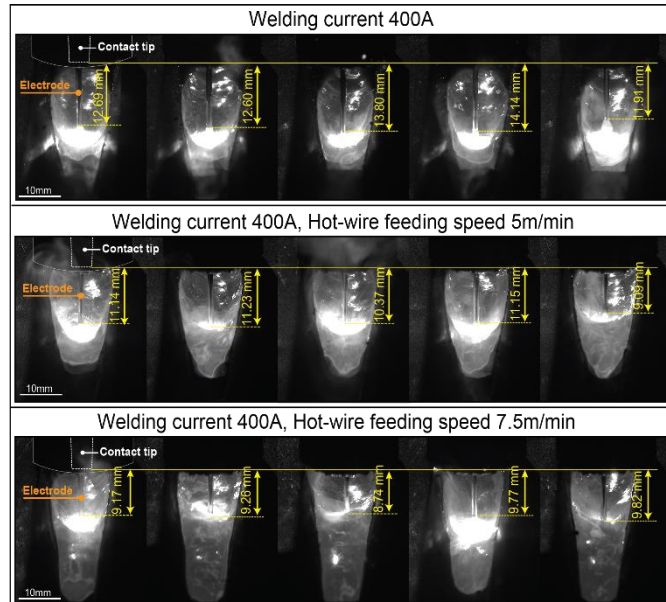 Welding current 400A
Contact tip
Electrode
12.69 mm
12.60 mm
13.80 mm
14.14 mm
11.91 mm
10mm
Welding current 400A, Hot-wire feeding speed 5m/min
Contact tip
Electrode
11.14 mm
11.23 mm
10.37 mm
11.15 mm
9.09 mm
10mm
Welding current 400A, Hot-wire feeding speed 7.5m/min
Contact tip
Electrode
9.17 mm
9.28 mm
8.74 mm
9.77 mm
9.82 mm
10mm